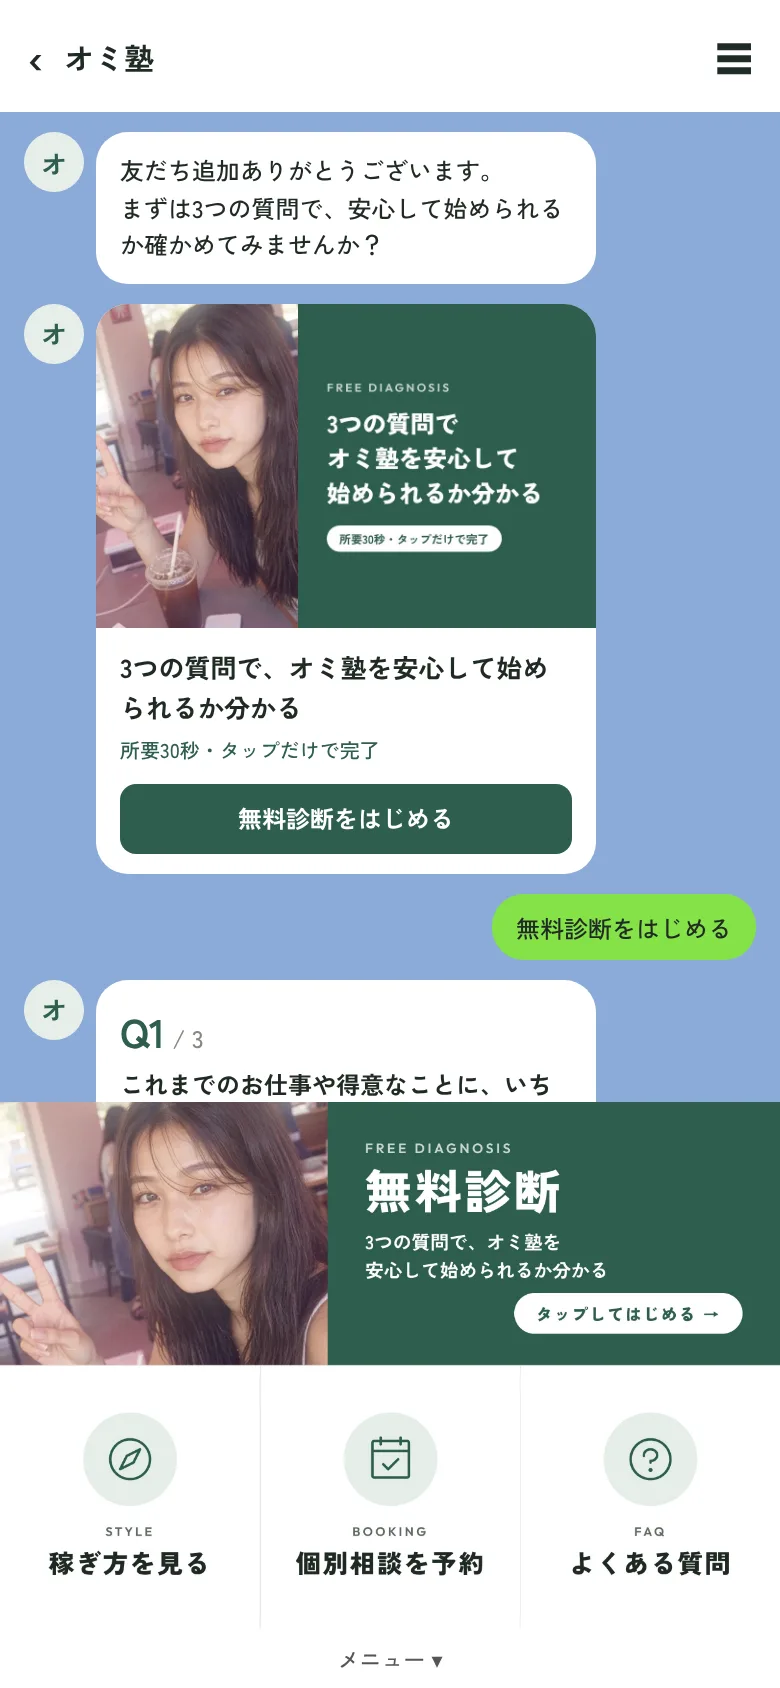 ‹ オミ塾
オ
友だち追加ありがとうございます。
まずは3つの質問で、安心して始められる
か確かめてみませんか？
オ
FREE DIAGNOSIS
3つの質問で
オミ塾を安心して
始められるか分かる
所要30秒・タップだけで完了
3つの質問で、オミ塾を安心して始め
られるか分かる
所要30秒・タップだけで完了
無料診断をはじめる
無料診断をはじめる
オ
Q1 / 3
これまでのお仕事や得意なことに、いち
FREE DIAGNOSIS
無料診断
3つの質問で、オミ塾を
安心して始められるか分かる
タップしてはじめる →
STYLE
稼ぎ方を見る
BOOKING
個別相談を予約
FAQ
よくある質問
メニュー ▼